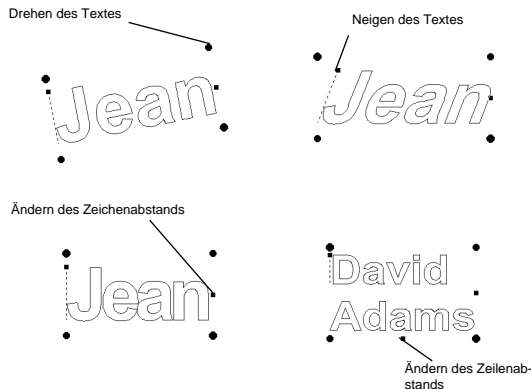 Drehen des Textes
Jean
Neigen des Textes
Jean
Ändern des Zeichenabstands
Jean
David
Adams
Ändern des Zeilenab-
stands